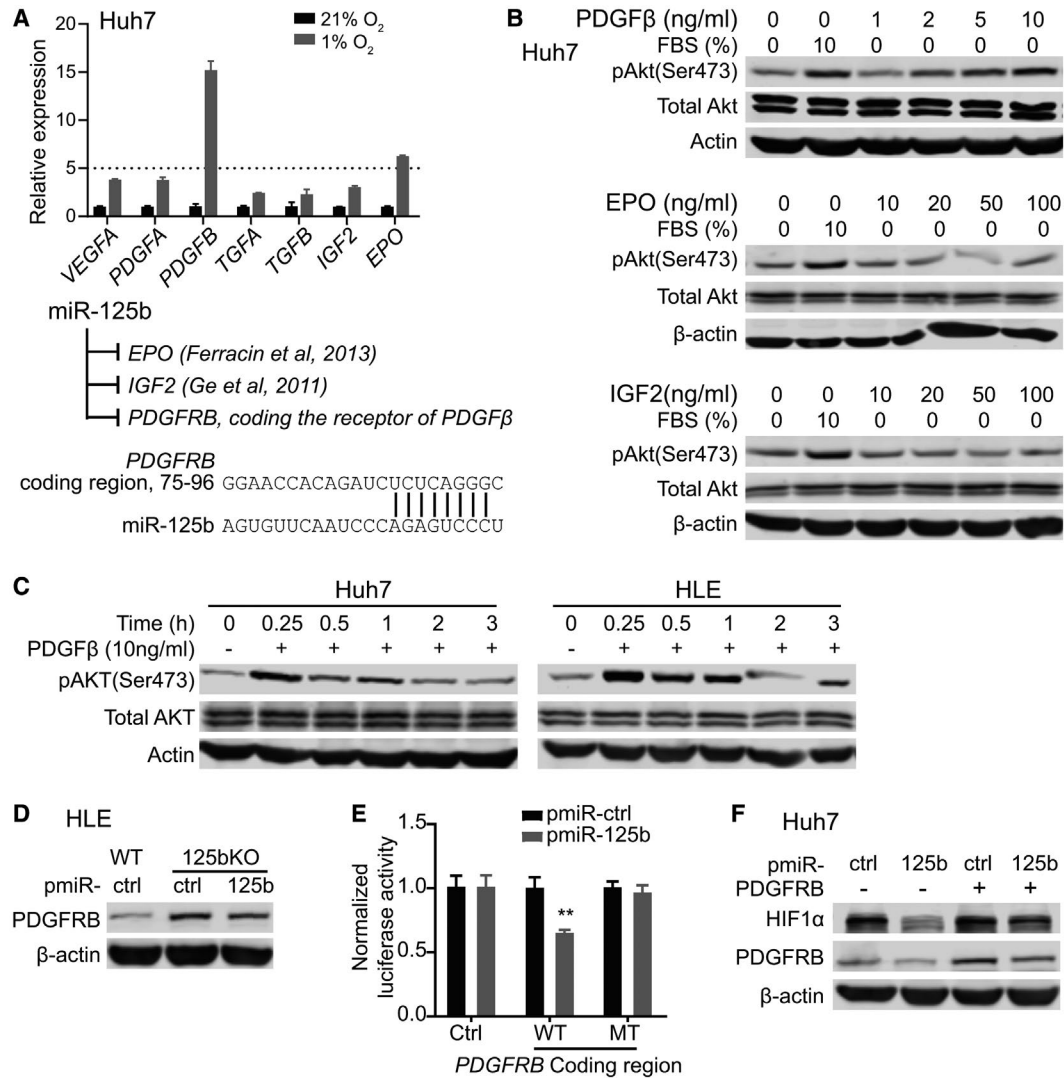 A
Huh7
21% O2
1% O2
Relative expression
20
15
10
5
0
VEGFA
PDGFA
PDGFB
TGFA
TGFB
IGF2
EPO
miR-125b
EPO (Ferracin et al, 2013)
IGF2 (Ge et al, 2011)
PDGFRB, coding the receptor of PDGFβ
PDGFRB
coding region, 75-96 GGAACCACAGAUCUCUCAGGGC
miR-125b AGUGUUCAAUCCCAGAGUCCCU
B
Huh7
PDGFβ (ng/ml) 0 0 1 2 5 10
FBS (%) 0 10 0 0 0 0
pAkt(Ser473)
Total Akt
Actin
EPO (ng/ml) 0 0 10 20 50 100
FBS (%) 0 10 0 0 0 0
pAkt(Ser473)
Total Akt
β-actin
IGF2(ng/ml) 0 0 10 20 50 100
FBS (%) 0 10 0 0 0 0
pAkt(Ser473)
Total Akt
β-actin
C
Huh7 HLE
Time (h) 0 0.25 0.5 1 2 3 0 0.25 0.5 1 2 3
PDGFβ (10ng/ml) - + + + + + - + + + + +
pAKT(Ser473)
Total AKT
Actin
D
HLE
WT 125bKO
pmiR- ctrl ctrl 125b
PDGFRB
β-actin
E
pmiR-ctrl
pmiR-125b
Normalized
luciferase activity
1.5
1.0
0.5
0.0
**
Ctrl WT MT
PDGFRB Coding region
F
Huh7
pmiR- ctrl 125b ctrl 125b
PDGFRB - - + +
HIF1α
PDGFRB
β-actin